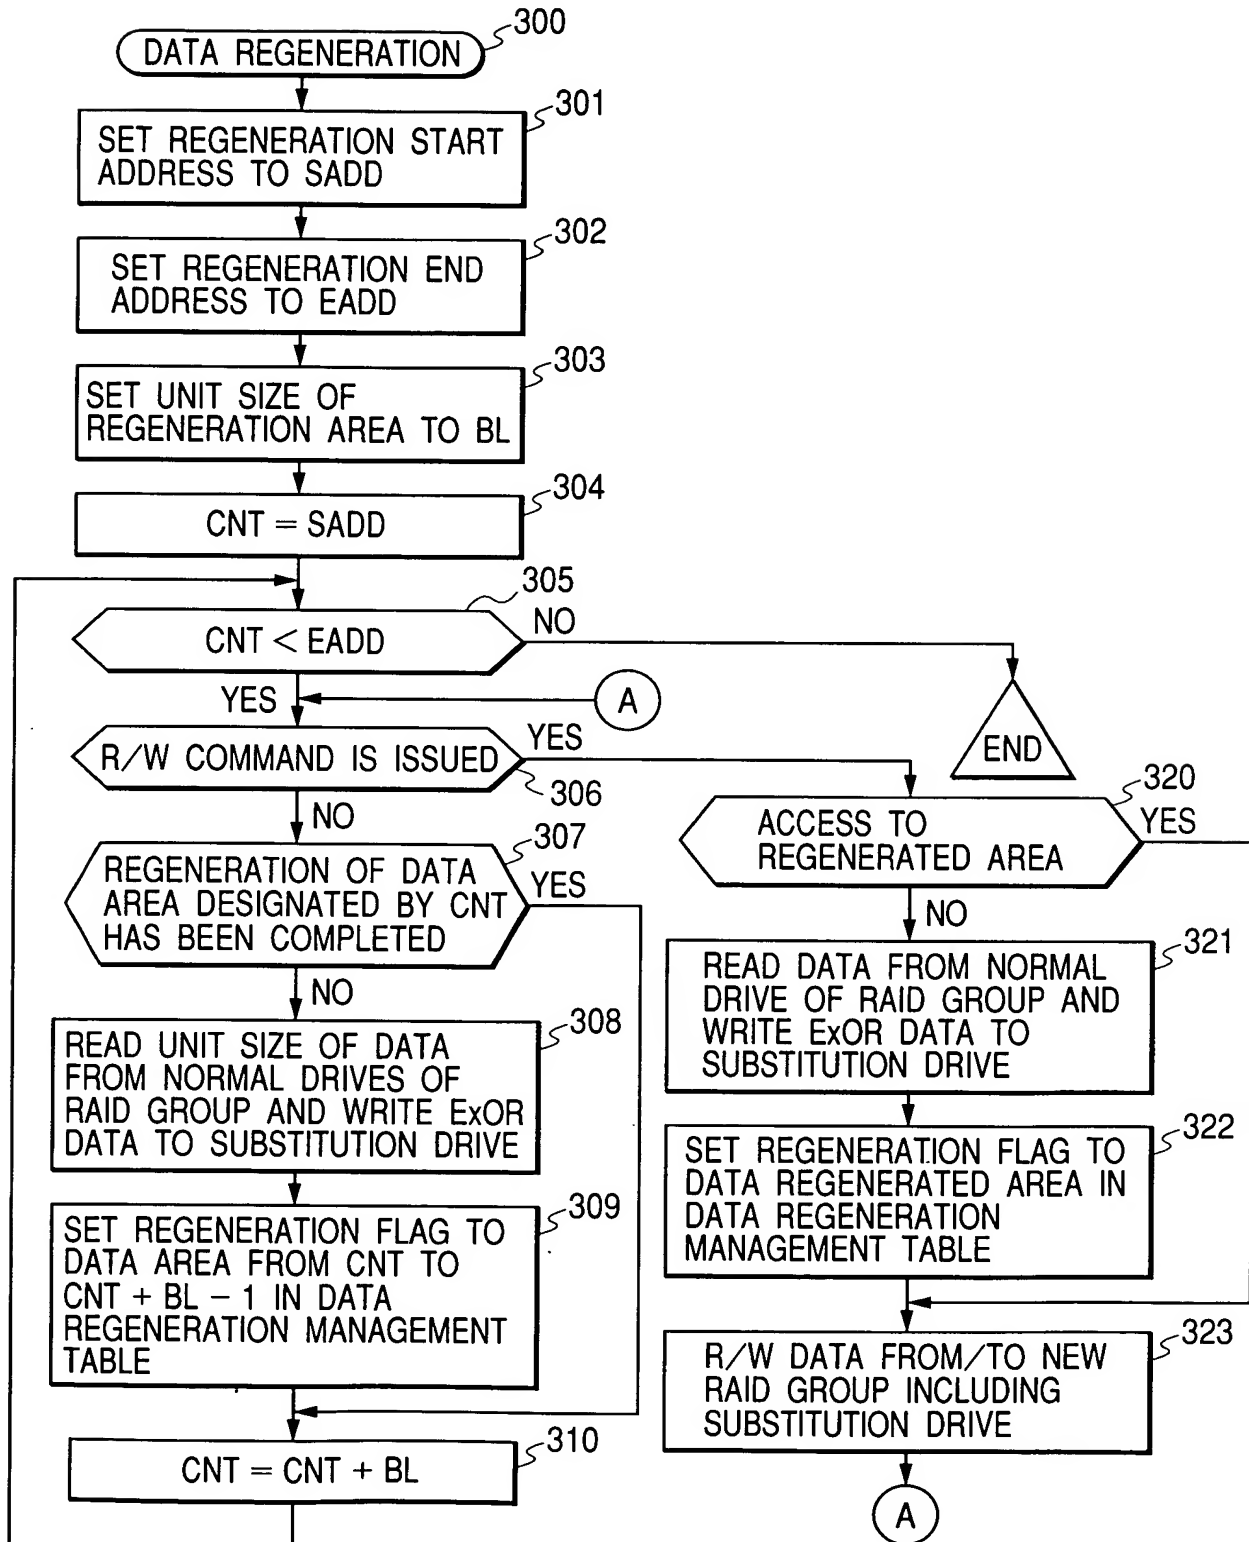 300
DATA REGENERATION
301
SET REGENERATION START
ADDRESS TO SADD
302
SET REGENERATION END
ADDRESS TO EADD
303
SET UNIT SIZE OF
REGENERATION AREA TO BL
304
CNT = SADD
305
CNT < EADD
NO
YES
A
END
R/W COMMAND IS ISSUED
YES
306
NO
307
REGENERATION OF DATA
AREA DESIGNATED BY CNT
HAS BEEN COMPLETED
YES
NO
308
READ UNIT SIZE OF DATA
FROM NORMAL DRIVES OF
RAID GROUP AND WRITE ExOR
DATA TO SUBSTITUTION DRIVE
309
SET REGENERATION FLAG TO
DATA AREA FROM CNT TO
CNT + BL − 1 IN DATA
REGENERATION MANAGEMENT
TABLE
310
CNT = CNT + BL
320
ACCESS TO
REGENERATED AREA
YES
NO
321
READ DATA FROM NORMAL
DRIVE OF RAID GROUP AND
WRITE ExOR DATA TO
SUBSTITUTION DRIVE
322
SET REGENERATION FLAG TO
DATA REGENERATED AREA IN
DATA REGENERATION
MANAGEMENT TABLE
323
R/W DATA FROM/TO NEW
RAID GROUP INCLUDING
SUBSTITUTION DRIVE
A